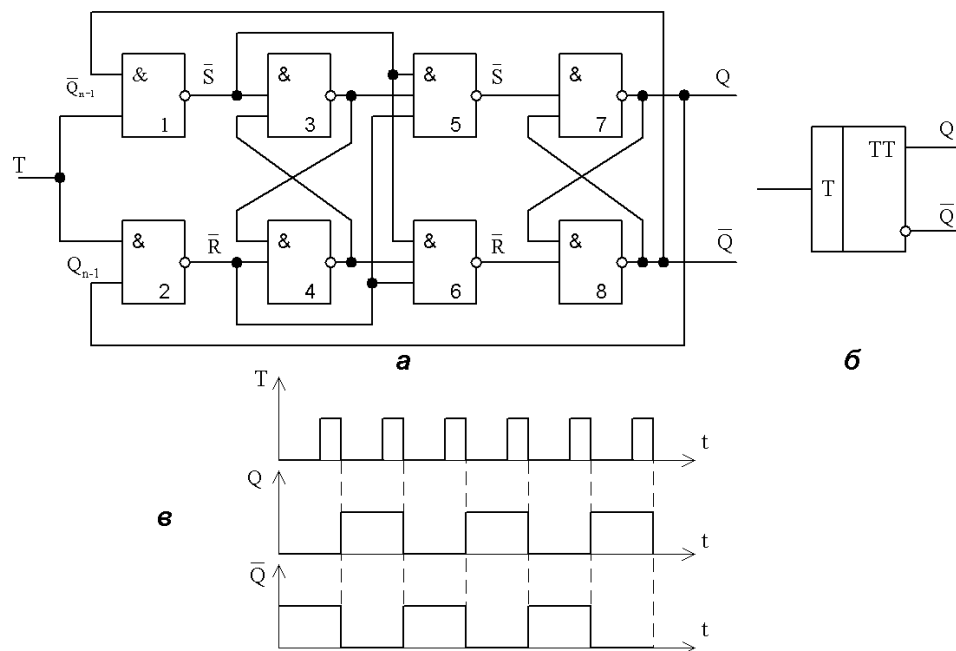 & S̅ & & S̅ & Q
Q̅n-1
1 3 5 7
T
& R̅ & & R̅ & Q̅
Qn-1
2 4 6 8
а
TT Q
T
Q̅
б
T
t
Q
в
t
Q̅
t